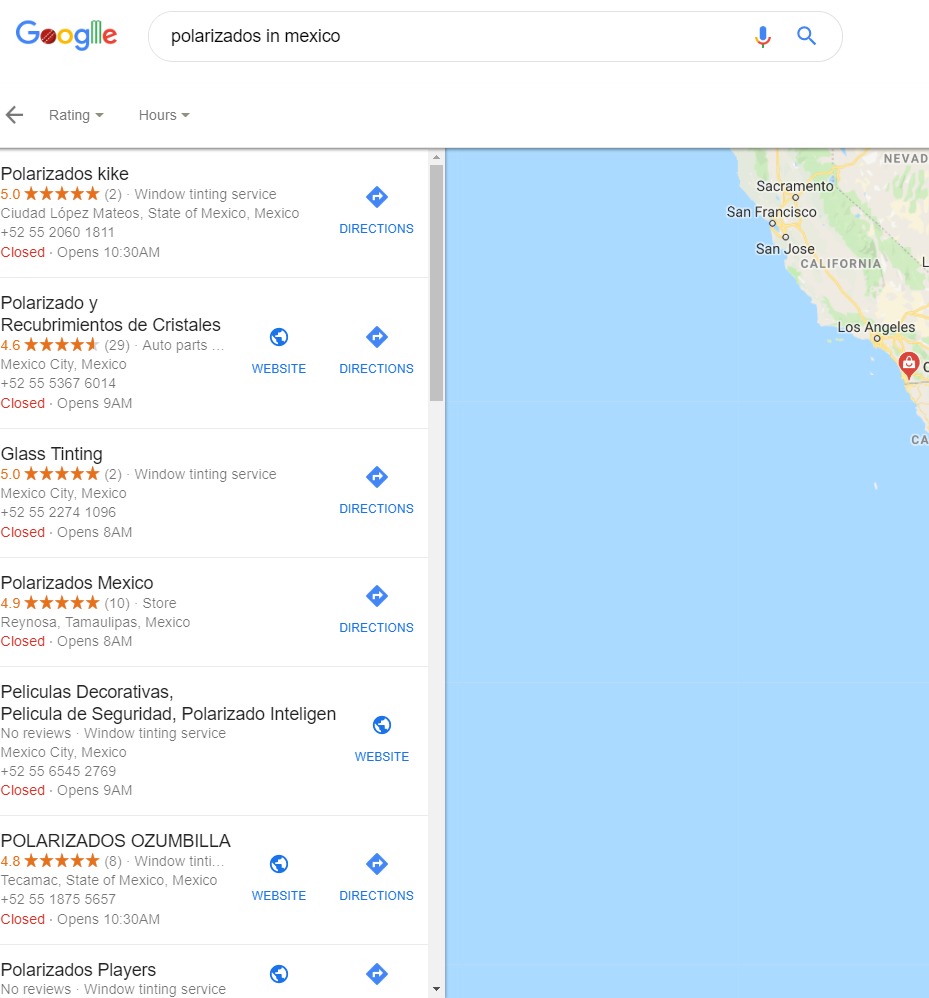 Googlle
polarizados in mexico
Rating
Hours
Polarizados kike
5.0 ★★★★★ (2) · Window tinting service
Ciudad López Mateos, State of Mexico, Mexico
+52 55 2060 1811
Closed · Opens 10:30AM
DIRECTIONS
Polarizado y
Recubrimientos de Cristales
4.6 ★★★★★ (29) · Auto parts ...
Mexico City, Mexico
+52 55 5367 6014
Closed · Opens 9AM
WEBSITE
DIRECTIONS
Glass Tinting
5.0 ★★★★★ (2) · Window tinting service
Mexico City, Mexico
+52 55 2274 1096
Closed · Opens 8AM
DIRECTIONS
Polarizados Mexico
4.9 ★★★★★ (10) · Store
Reynosa, Tamaulipas, Mexico
Closed · Opens 8AM
DIRECTIONS
Peliculas Decorativas,
Pelicula de Seguridad, Polarizado Inteligen
No reviews · Window tinting service
Mexico City, Mexico
+52 55 6545 2769
Closed · Opens 9AM
WEBSITE
POLARIZADOS OZUMBILLA
4.8 ★★★★★ (8) · Window tinti...
Tecamac, State of Mexico, Mexico
+52 55 1875 5657
Closed · Opens 10:30AM
WEBSITE
DIRECTIONS
Polarizados Players
No reviews · Window tinting service
NEVAD
Sacramento
San Francisco
San Jose
CALIFORNIA
L
Los Angeles
C
CA